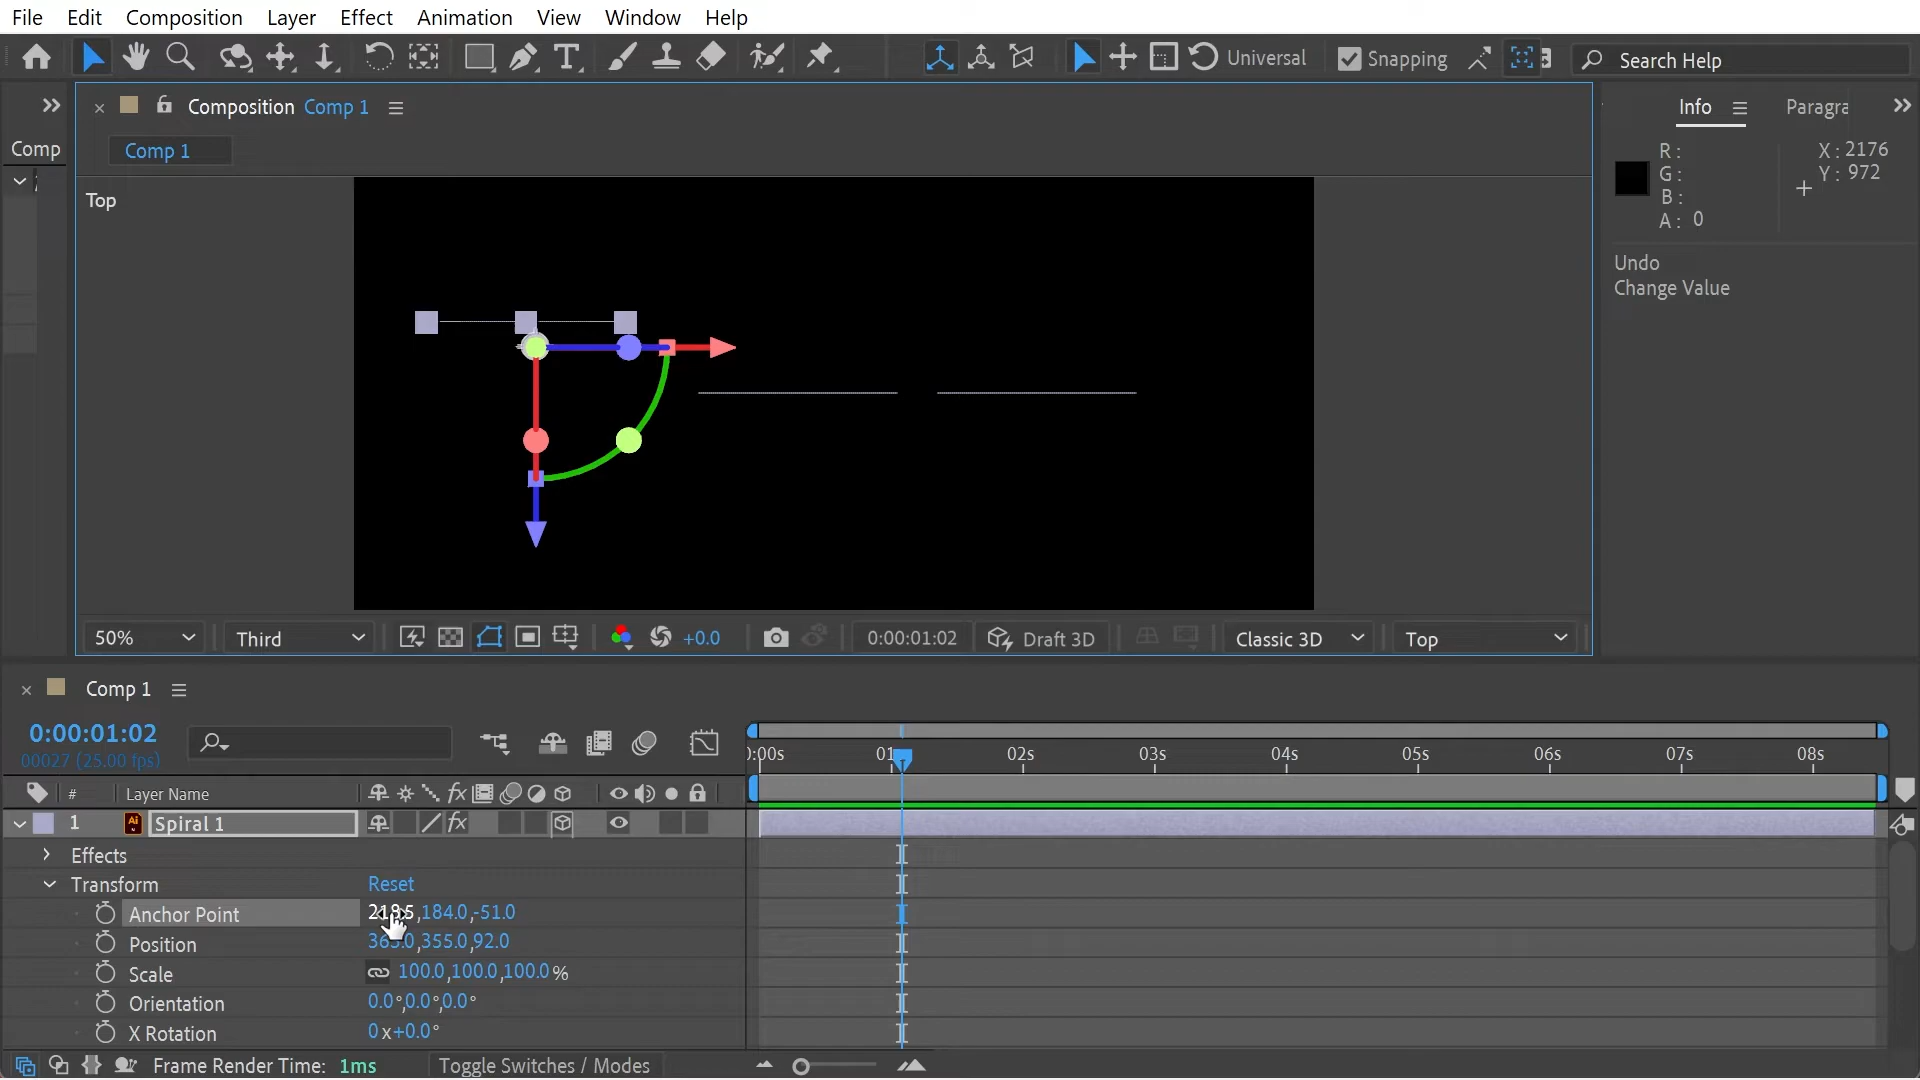 File Edit Composition Layer Effect Animation View Window Help
Universal Snapping Search Help
Composition Comp 1 Info Paragra
Comp Comp 1
R: X: 2176
G: Y: 972
B:
A: 0
Top
Undo
Change Value
50% Third +0.0 0:00:01:02 Draft 3D Classic 3D Top
Comp 1
0:00:01:02
00027 (25.00 fps)
01 02s 03s 04s 05s 06s 07s 08s
# Layer Name fx
1 Ai Spiral 1 fx
Effects
Transform Reset
Anchor Point ,184.0,-51.0
Position ,355.0,92.0
Scale 100.0,100.0,100.0%
Orientation 0.0°,0.0°,0.0°
X Rotation 0x+0.0°
Frame Render Time: 1ms Toggle Switches / Modes